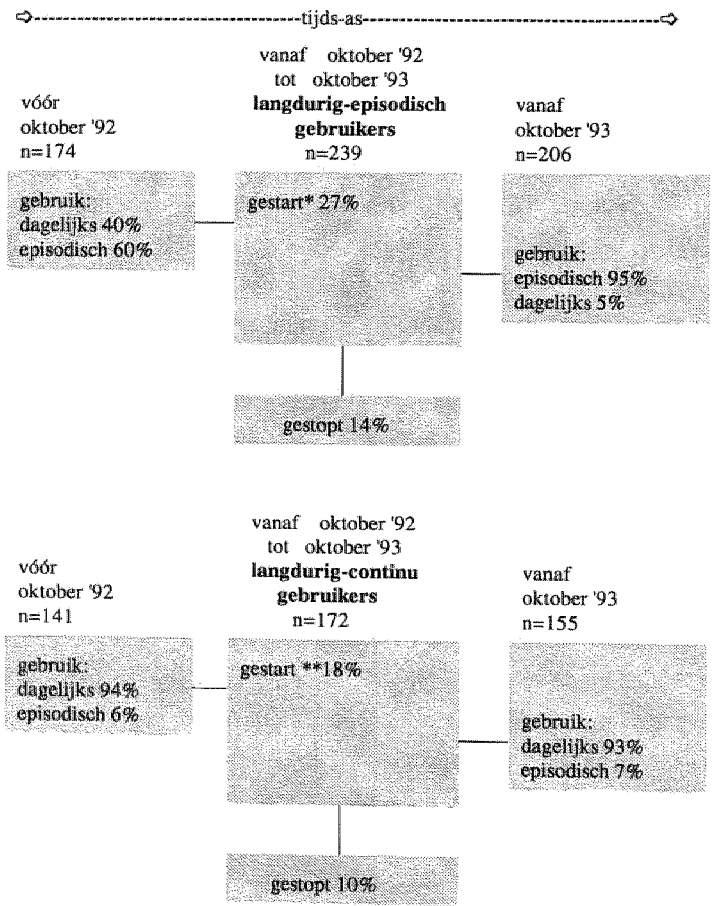 tijds-as
vanaf oktober '92
tot oktober '93
langdurig-episodisch
gebruikers
n=239
vóór
oktober '92
n=174
vanaf
oktober '93
n=206
gebruik:
dagelijks 40%
episodisch 60%
gestart* 27%
gebruik:
episodisch 95%
dagelijks 5%
gestopt 14%
vanaf oktober '92
tot oktober '93
langdurig-continu
gebruikers
n=172
vóór
oktober '92
n=141
vanaf
oktober '93
n=155
gebruik:
dagelijks 94%
episodisch 6%
gestart **18%
gebruik:
dagelijks 93%
episodisch 7%
gestopt 10%